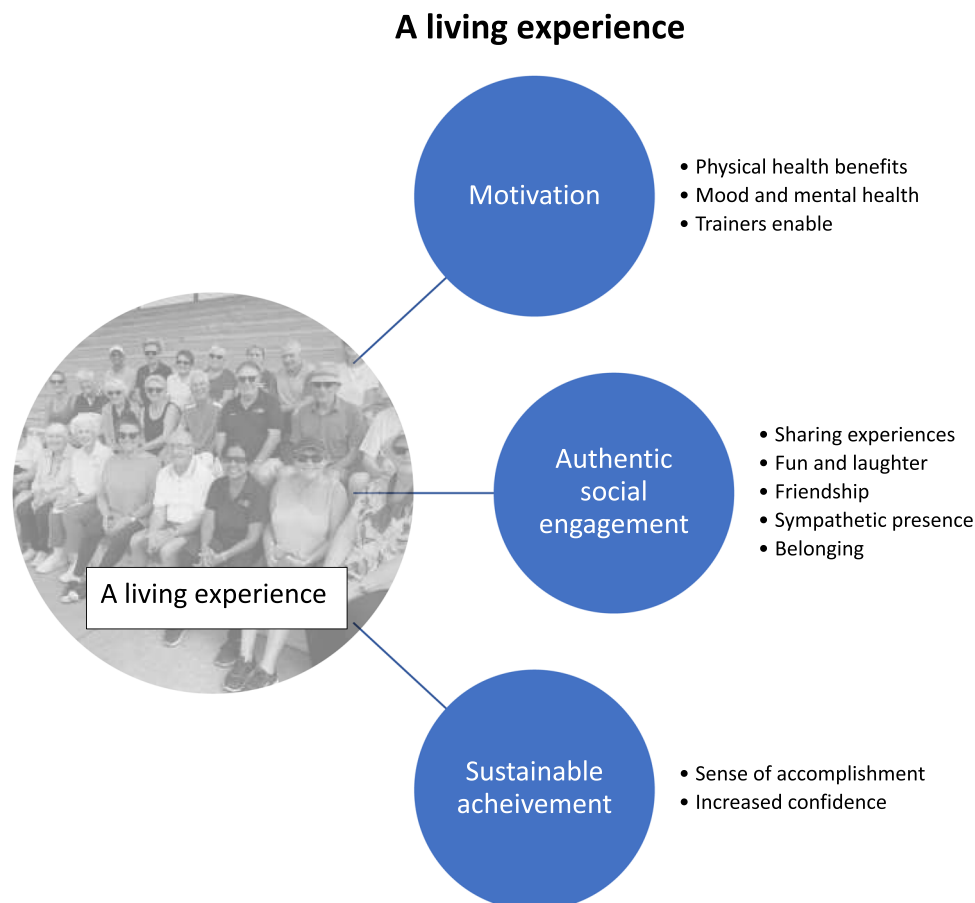 A living experience
Motivation
• Physical health benefits
• Mood and mental health
• Trainers enable
Authentic
social
engagement
• Sharing experiences
• Fun and laughter
• Friendship
• Sympathetic presence
• Belonging
A living experience
Sustainable
acheivement
• Sense of accomplishment
• Increased confidence